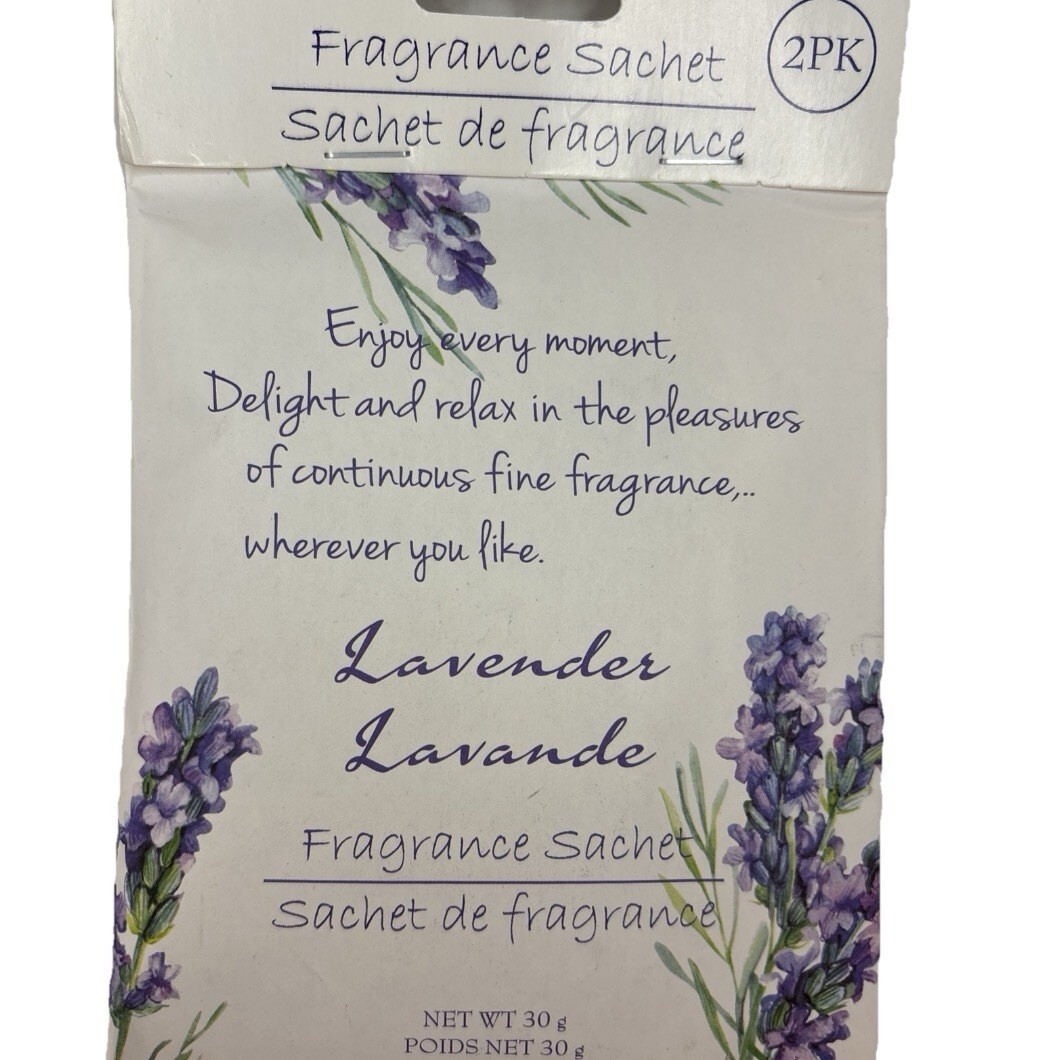 Fragrance Sachet
2PK
Sachet de fragrance
Enjoy every moment,
Delight and relax in the pleasures
of continuous fine fragrance,..
wherever you like.
Lavender
Lavande
Fragrance Sachet
Sachet de fragrance
NET WT 30 g
POIDS NET 30 g